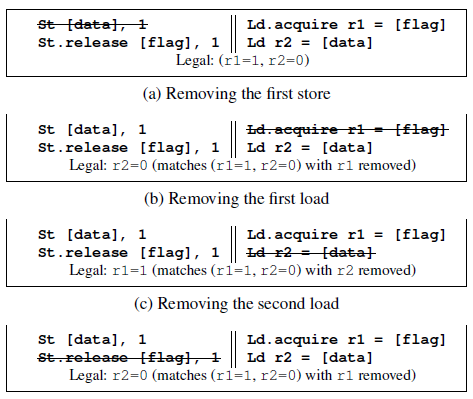 St [data], 1 || Ld.acquire r1 = [flag]
St.release [flag], 1 || Ld r2 = [data]
Legal: (r1=1, r2=0)
(a) Removing the first store
St [data], 1 || Ld.acquire r1 = [flag]
St.release [flag], 1 || Ld r2 = [data]
Legal: r2=0 (matches (r1=1, r2=0) with r1 removed)
(b) Removing the first load
St [data], 1 || Ld.acquire r1 = [flag]
St.release [flag], 1 || Ld r2 = [data]
Legal: r1=1 (matches (r1=1, r2=0) with r2 removed)
(c) Removing the second load
St [data], 1 || Ld.acquire r1 = [flag]
St.release [flag], 1 || Ld r2 = [data]
Legal: r2=0 (matches (r1=1, r2=0) with r1 removed)